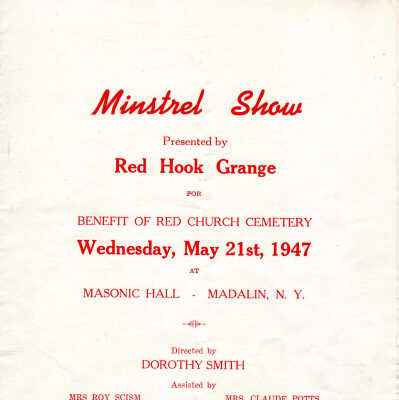 Minstrel Show
Presented by
Red Hook Grange
FOR
BENEFIT OF RED CHURCH CEMETERY
Wednesday, May 21st, 1947
AT
MASONIC HALL - MADALIN, N. Y.
Directed by
DOROTHY SMITH
Assisted by
MRS ROY SCISM MRS. CLAUDE POTTS